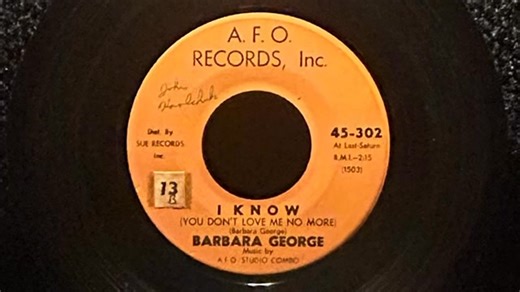 A. F. O.
RECORDS, Inc.
John
Dist. By
SUE RECORDS
Inc.
45-302
At Last-Saturn
B.M.I.-2:15
(1503)
13
I KNOW
(YOU DON'T LOVE ME NO MORE)
(Barbara George)
BARBARA GEORGE
Music by
A.F.O. STUDIO COMBO